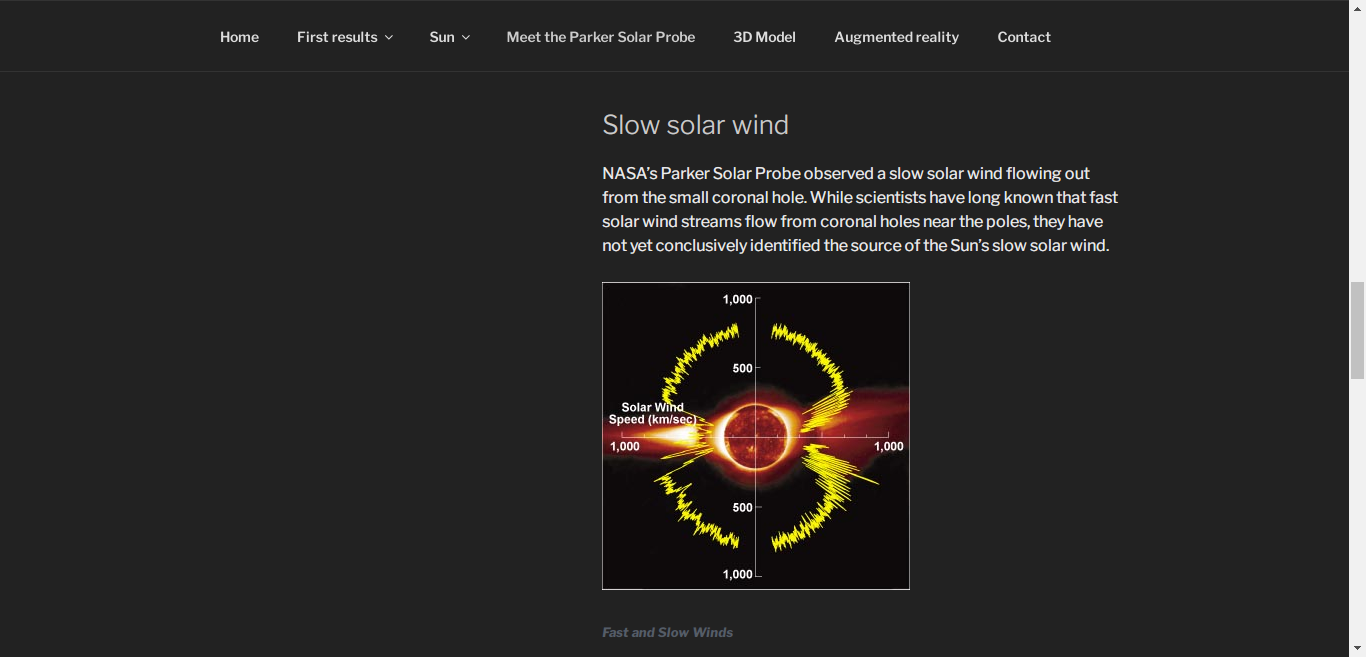 Home First results Sun Meet the Parker Solar Probe 3D Model Augmented reality Contact
Slow solar wind
NASA’s Parker Solar Probe observed a slow solar wind flowing out
from the small coronal hole. While scientists have long known that fast
solar wind streams flow from coronal holes near the poles, they have
not yet conclusively identified the source of the Sun’s slow solar wind.
1,000
500
Solar Wind
Speed (km/sec)
1,000 1,000
500
1,000
Fast and Slow Winds